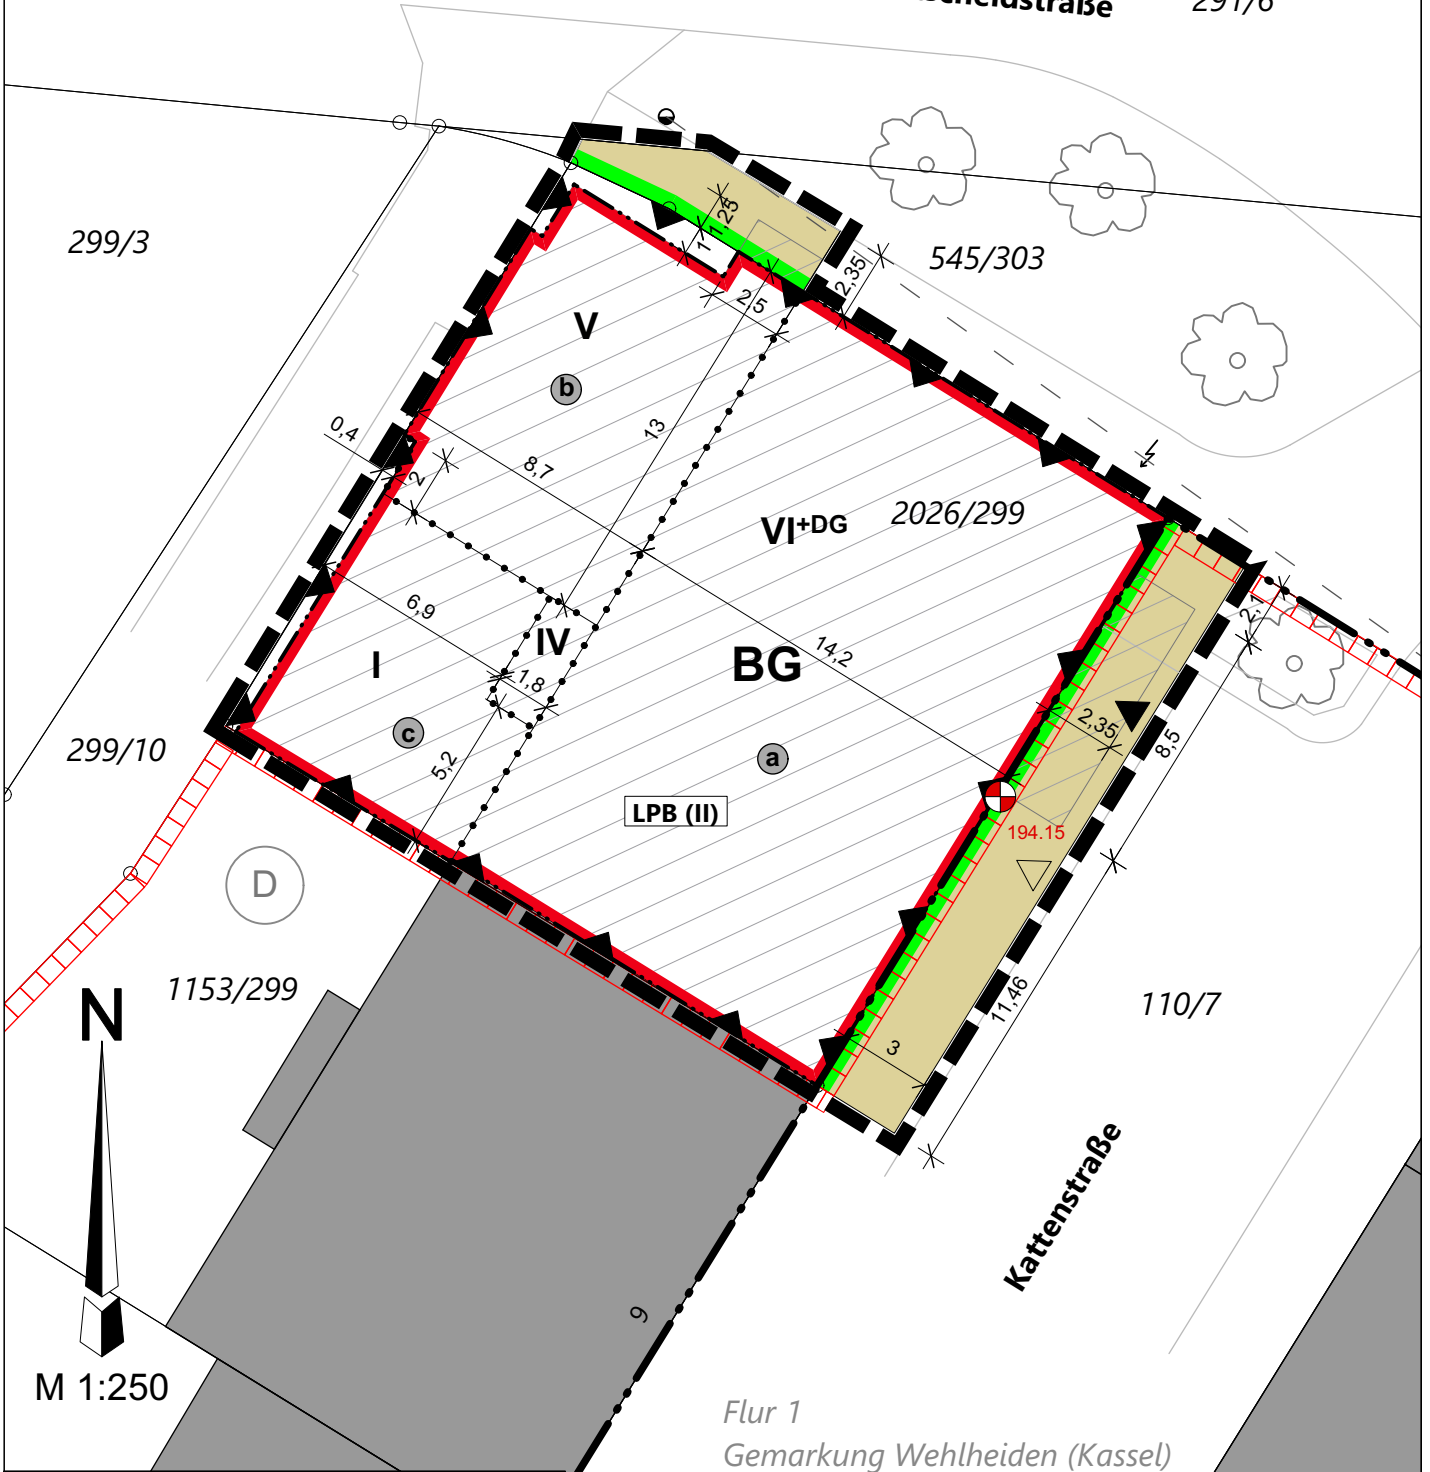 291/6
299/3
545/303
1,25
1
2,35
2,5
V
b
13
0,4
2
8,7
VI+DG
2026/299
6,9
IV
I
1,8
BG
14,2
2,1
2,35
8,5
c
a
5,2
LPB (II)
194.15
299/10
D
1153/299
N
11,46
3
110/7
Kattenstraße
9
M 1:250
Flur 1
Gemarkung Wehlheiden (Kassel)